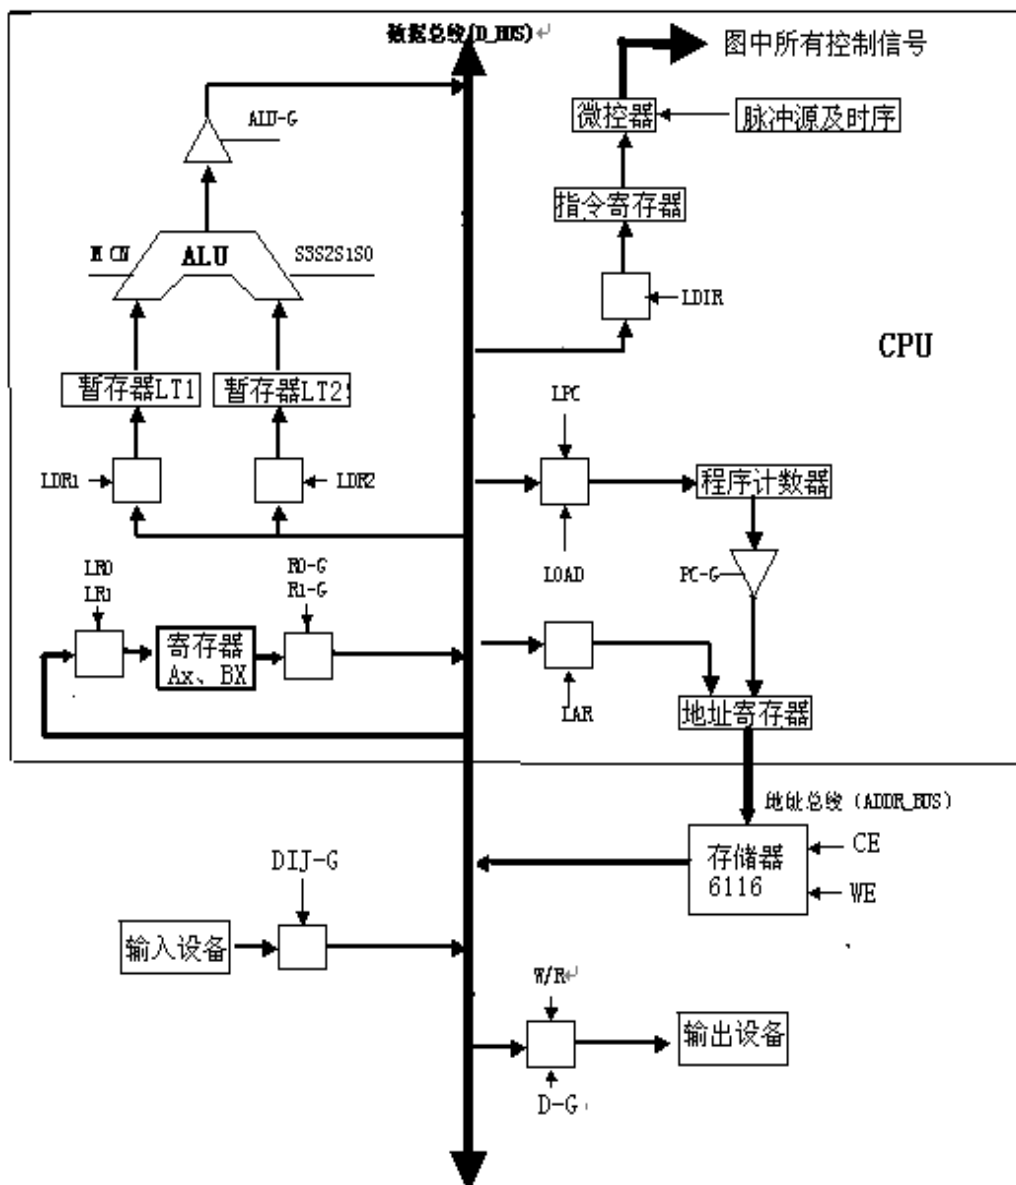 数据总线(D_BUS)
图中所有控制信号
ALU-G
微控器
脉冲源及时序
指令寄存器
M CN
ALU
S3S2S1S0
LDIR
CPU
暂存器LT1
暂存器LT2
LPC
LDR1
LDR2
程序计数器
LOAD
PC-G
LR0
LR1
R0-G
R1-G
寄存器
Ax、BX
LAR
地址寄存器
地址总线（ADDR_BUS）
存储器
6116
CE
WE
DIJ-G
输入设备
W/R
输出设备
D-G